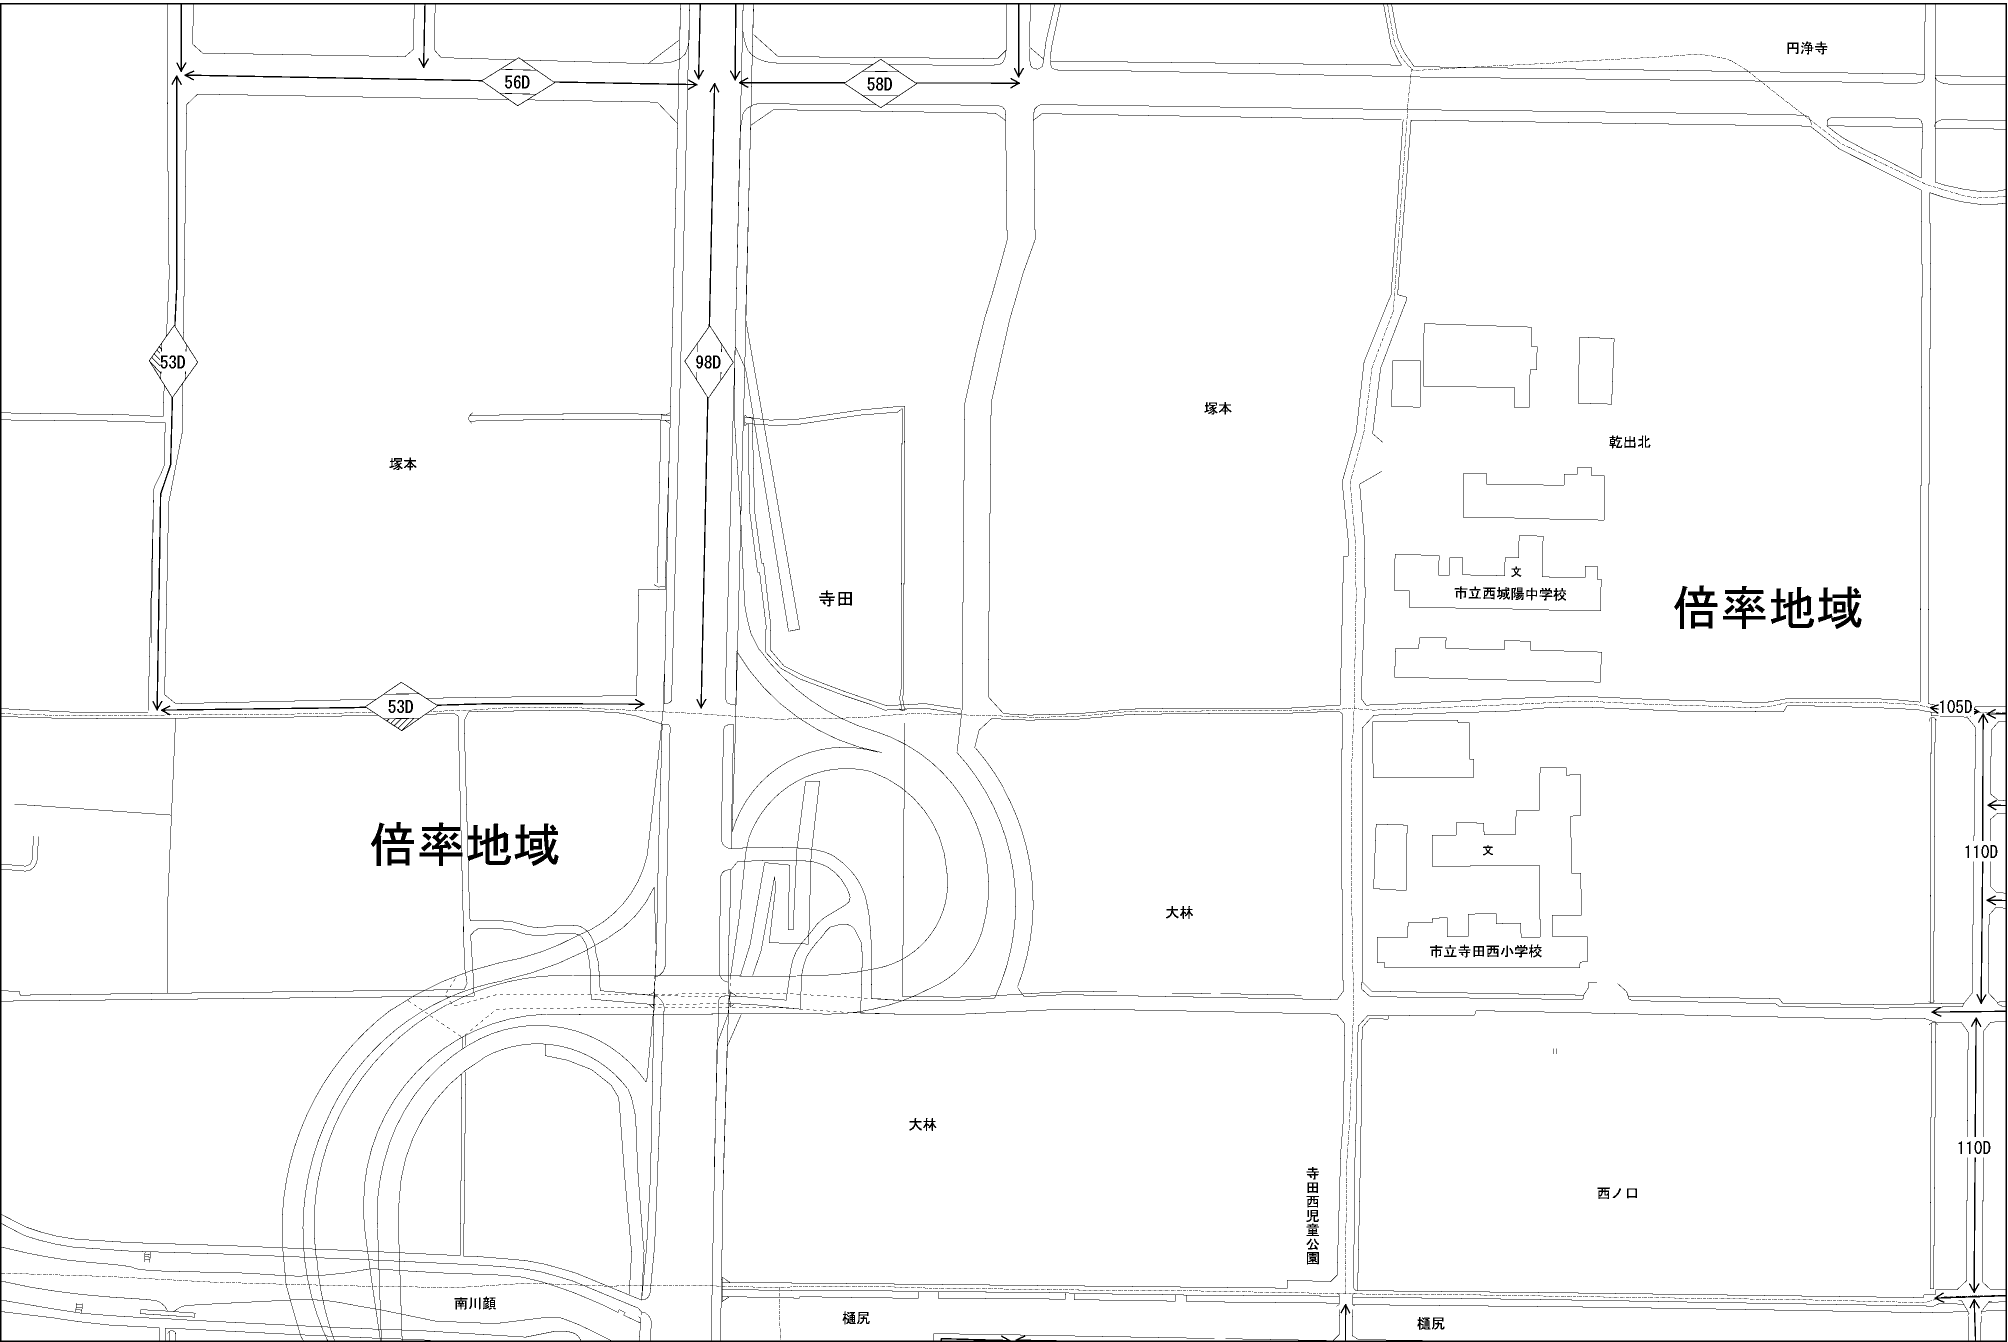 円浄寺
56D
58D
53D
98D
塚本
塚本
乾出北
文
市立西城陽中学校
寺田
倍率地域
53D
105D
倍率地域
文
110D
大林
市立寺田西小学校
大林
110D
寺田西児童公園
西ノ口
南川顔
樋尻
樋尻